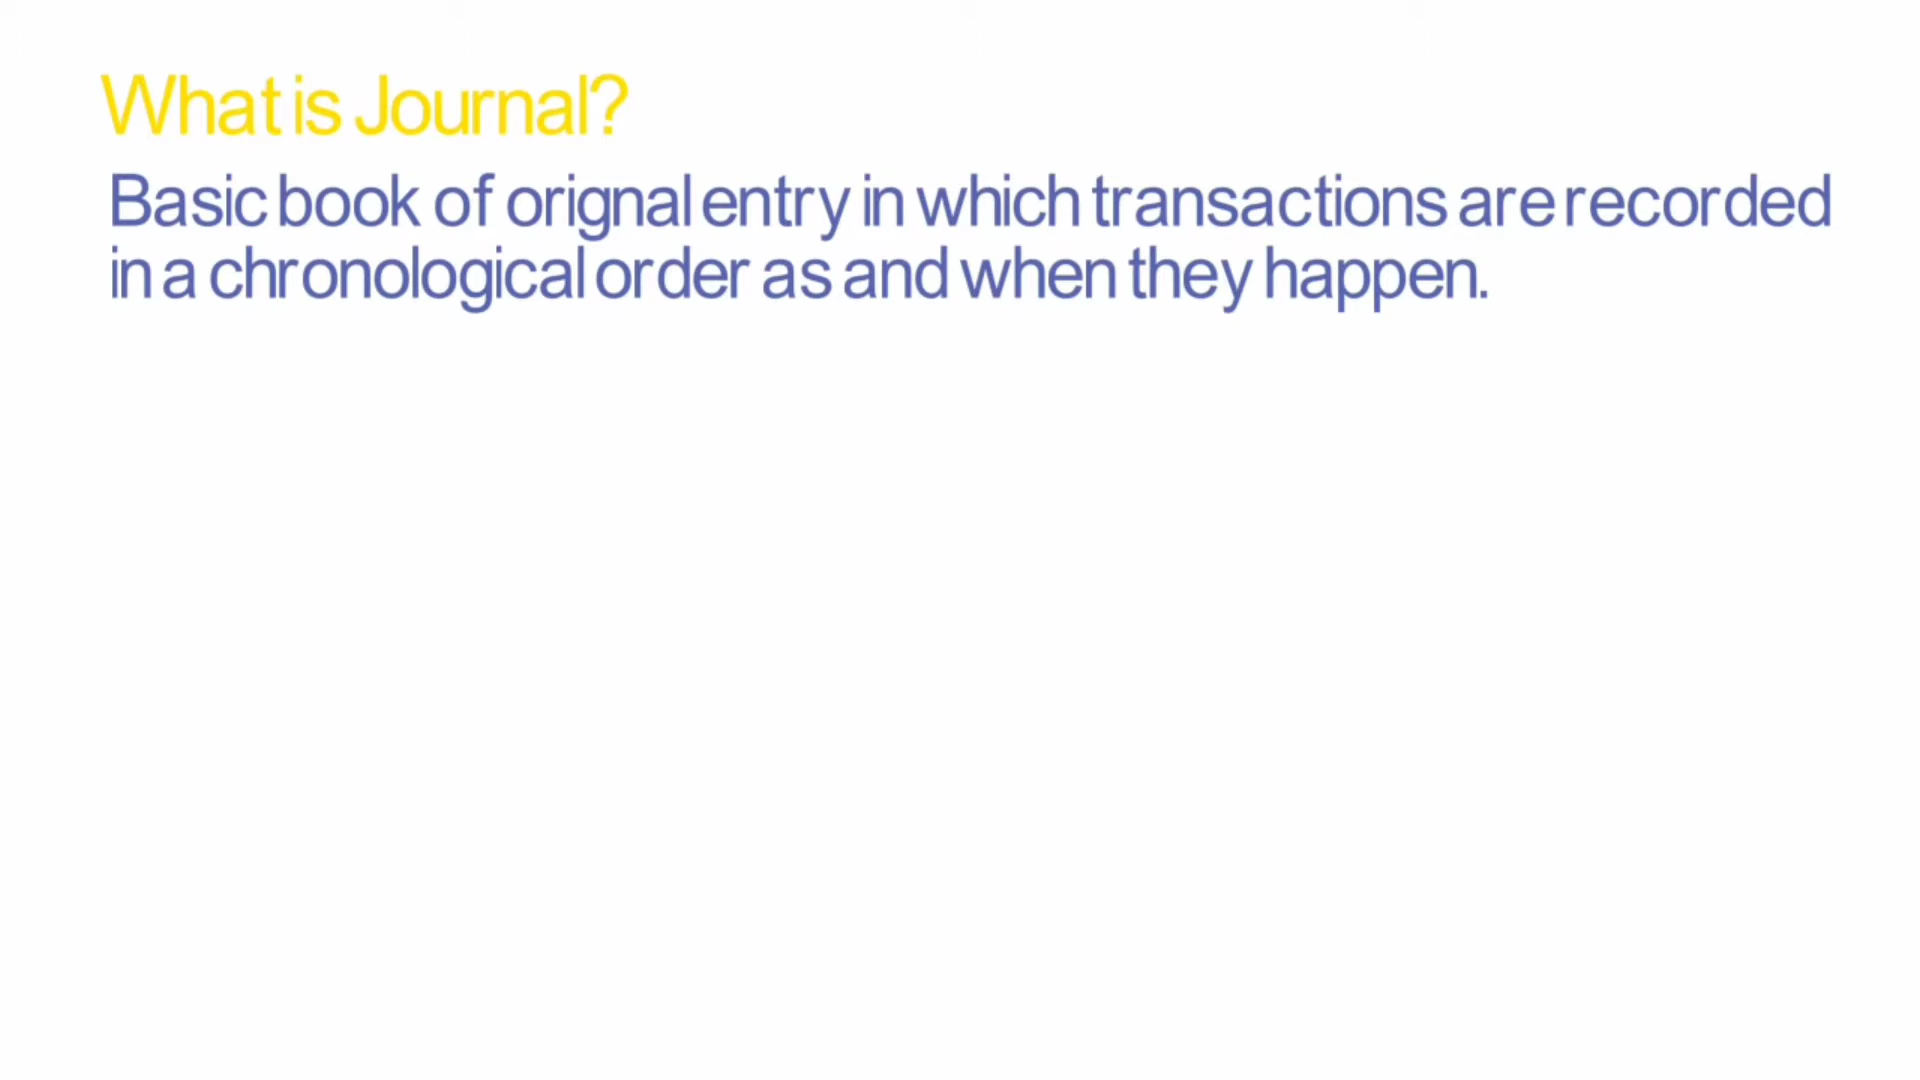 What is Journal?
Basic book of orignal entry in which transactions are recorded
in a chronological order as and when they happen.